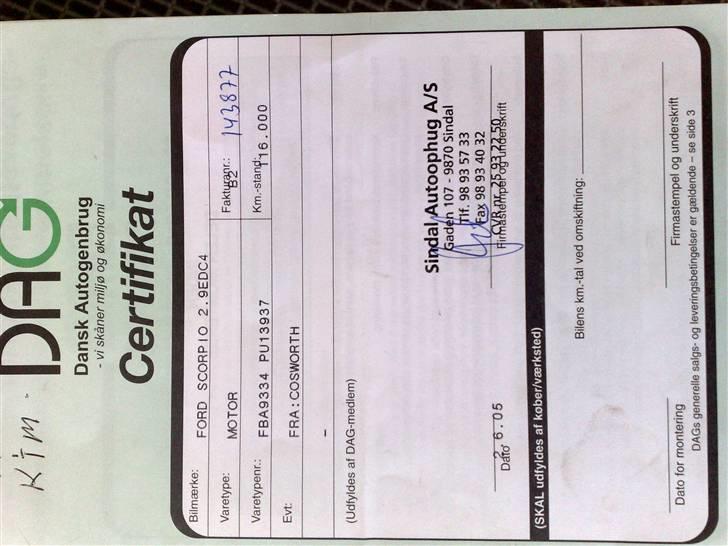 KIM
DAG
Dansk Autogenbrug
- vi skåner miljø og økonomi
Certifikat
Bilmærke: FORD SCORPIO 2.9EDC4
Varetype: MOTOR Fakturanr.: B2 143877
Varetypenr.: FBA9334 PU13937 Km.-stand: 116.000
Evt: FRA:COSWORTH
-
(Udfyldes af DAG-medlem)
Sindal Autoophug A/S
Gaden 107 - 9870 Sindal
Tlf. 98 93 57 33
Fax 98 93 40 32
CVR-nr. 25 93 22 50
2.6.05
Dato Firmastempel og underskrift
(SKAL udfyldes af køber/værksted)
Bilens km.-tal ved omskiftning:
Dato for montering Firmastempel og underskrift
DAGs generelle salgs- og leveringsbetingelser er gældende – se side 3